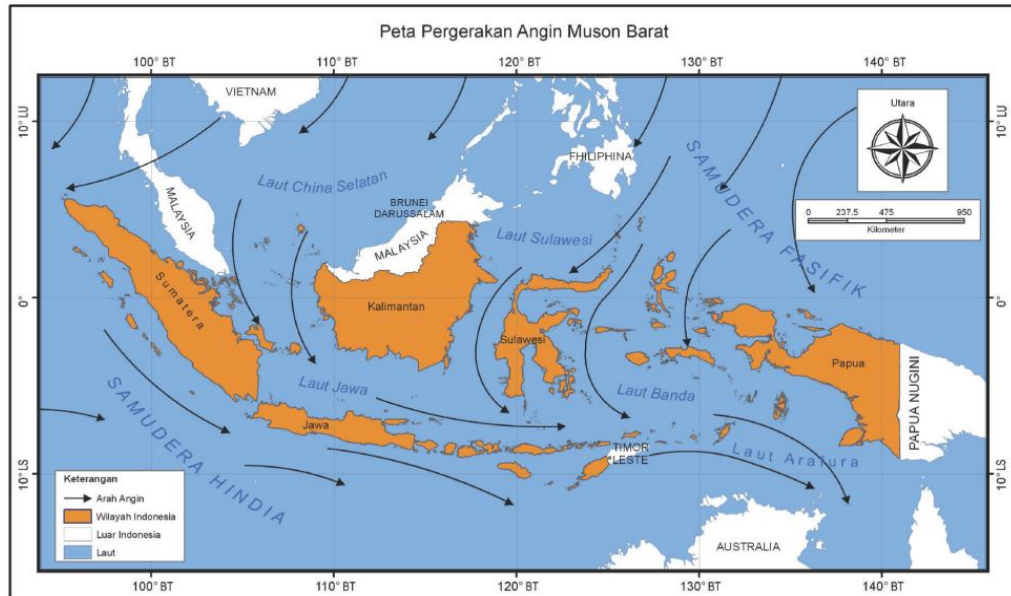 Peta Pergerakan Angin Muson Barat
100° BT
110° BT
120° BT
130° BT
140° BT
10° LU
10° LU
VIETNAM
Utara
FHILIPHINA
Laut China Selatan
SAMUDERA FASIFIK
MALAYSIA
BRUNEI
DARUSSALAM
MALAYSIA
Laut Sulawesi
0 237.5 475 950
Kilometer
0°
0°
Sumatera
Kalimantan
Sulawesi
Papua
PAPUA NUGINI
Laut Jawa
Laut Banda
Jawa
SAMUDERA HINDIA
TIMOR
LESTE
Laut Arafura
10° LS
10° LS
Keterangan
Arah Angin
Wilayah Indonesia
Luar Indonesia
Laut
AUSTRALIA
100° BT
110° BT
120° BT
130° BT
140° BT